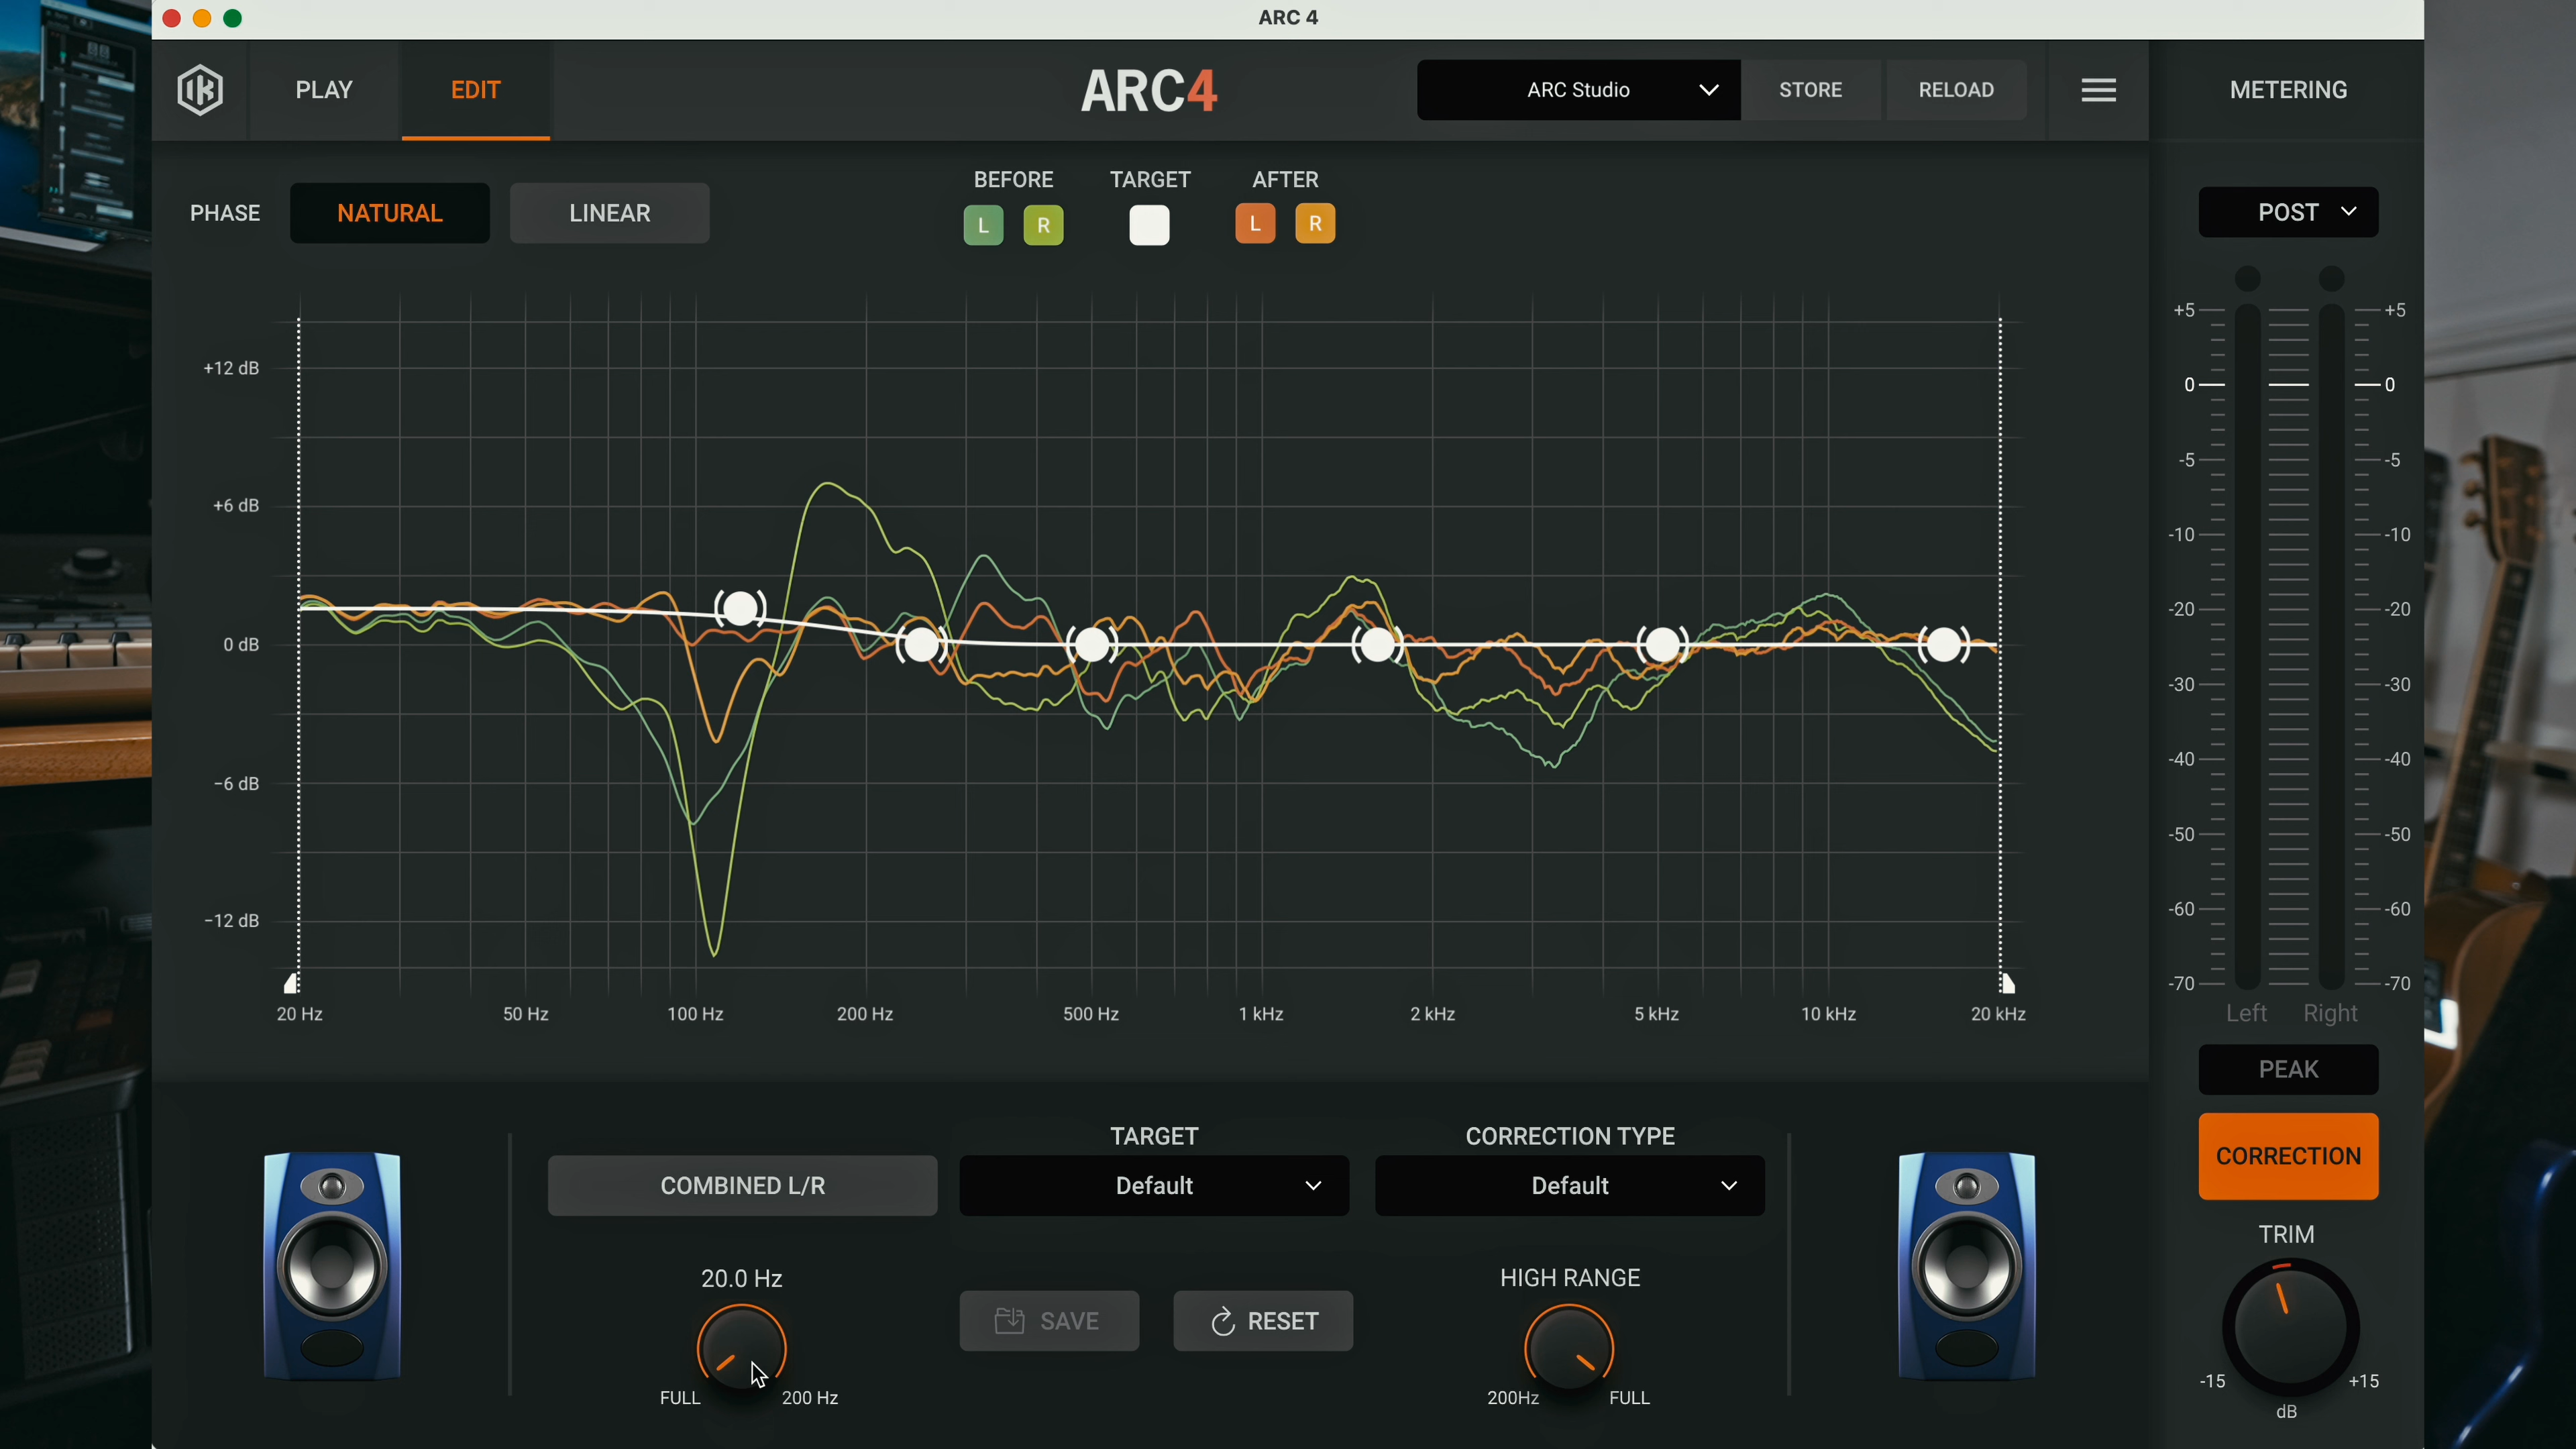 ARC 4
PLAY
EDIT
ARC4
ARC Studio
STORE
RELOAD
METERING
PHASE
NATURAL
LINEAR
BEFORE
TARGET
AFTER
L
R
L
R
POST
+12 dB
+6 dB
0 dB
-6 dB
-12 dB
20 Hz
50 Hz
100 Hz
200 Hz
500 Hz
1 kHz
2 kHz
5 kHz
10 kHz
20 kHz
+5
+5
0
0
-5
-5
-10
-10
-20
-20
-30
-30
-40
-40
-50
-50
-60
-60
-70
-70
Left
Right
PEAK
CORRECTION
TRIM
-15
+15
dB
COMBINED L/R
TARGET
Default
CORRECTION TYPE
Default
20.0 Hz
FULL
200 Hz
SAVE
RESET
HIGH RANGE
200Hz
FULL